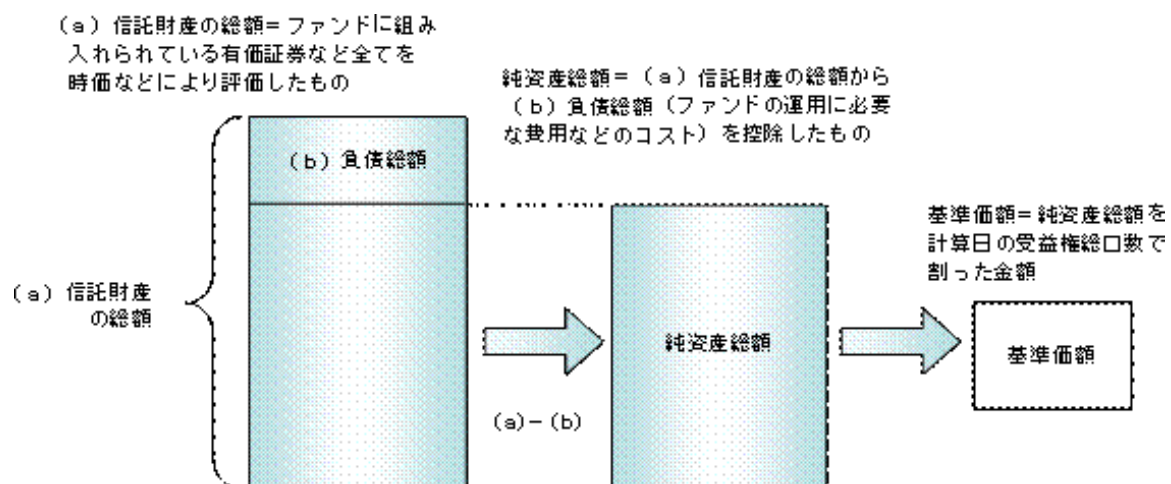 (a)信託財産の総額=ファンドに組み
入れられている有価証券など全てを
時価などにより評価したもの
純資産総額=(a)信託財産の総額から
(b)負債総額(ファンドの運用に必要
な費用などのコスト)を控除したもの
(b)負債総額
基準価額=純資産総額を
計算日の受益権総口数で
割った金額
(a)信託財産
の総額
純資産総額
基準価額
(a)-(b)